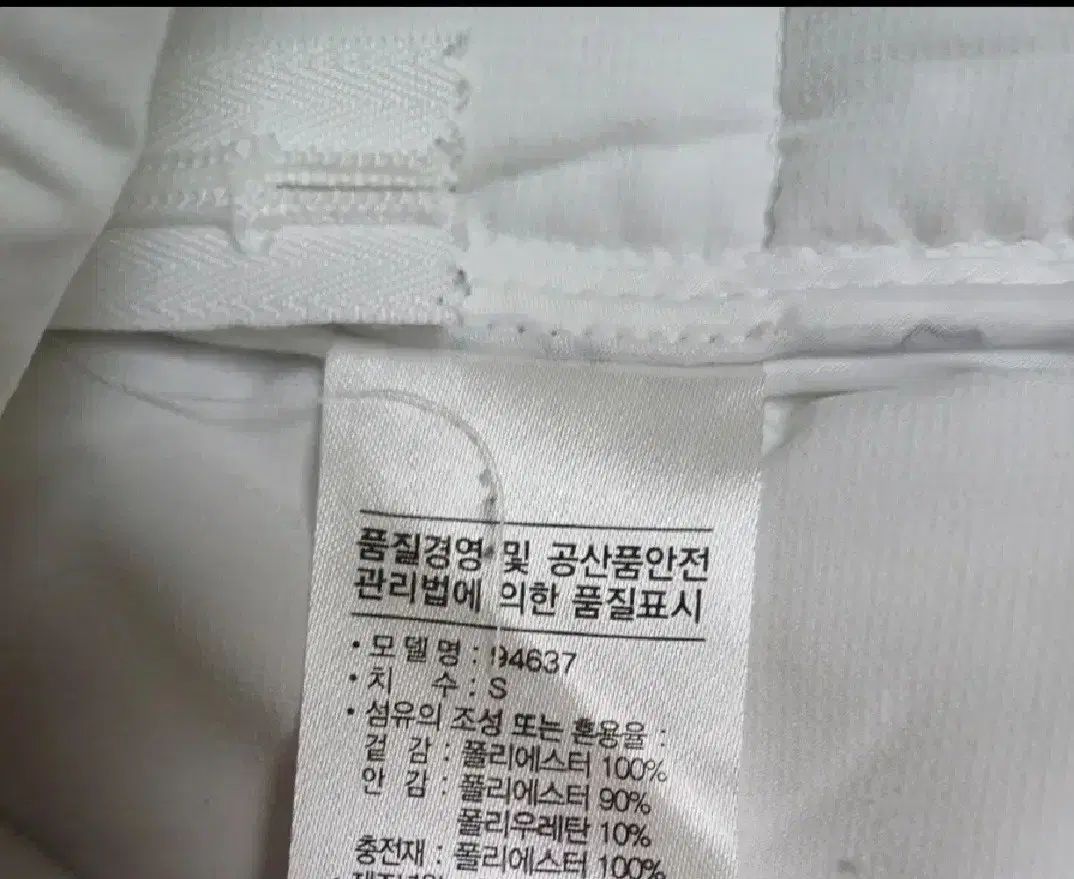 품질경영 및 공산품안전
관리법에 의한 품질표시
• 모델명 : 94637
• 치 수 : S
• 섬유의 조성 또는 혼용율 :
겉 감 : 폴리에스터 100%
안 감 : 폴리에스터 90%
폴리우레탄 10%
충전재 : 폴리에스터 100%